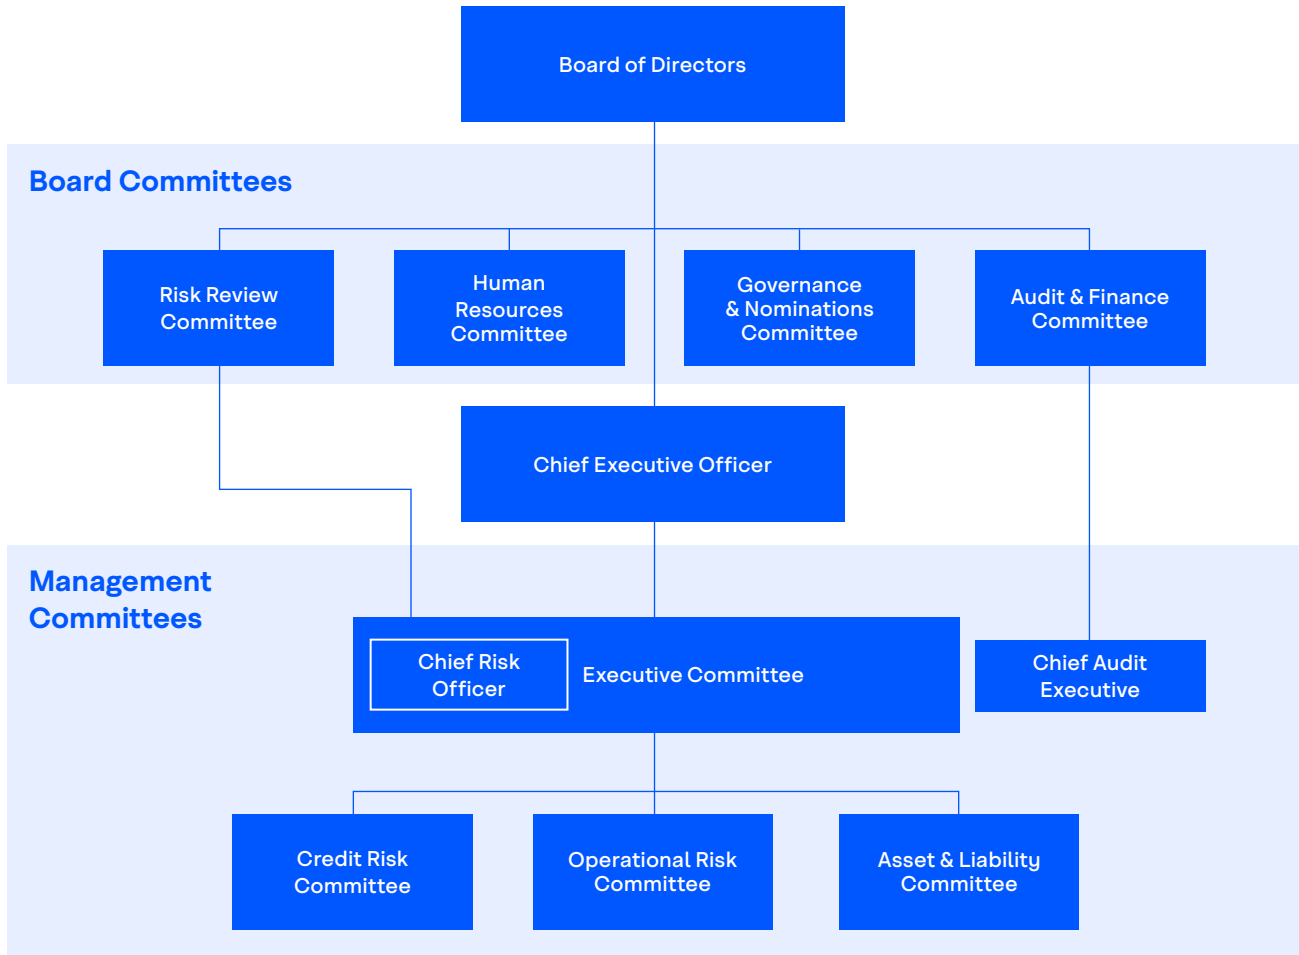 Board of Directors
Board Committees
Risk Review
Committee
Human
Resources
Committee
Governance
& Nominations
Committee
Audit & Finance
Committee
Chief Executive Officer
Management
Committees
Chief Risk
Officer
Executive Committee
Chief Audit
Executive
Credit Risk
Committee
Operational Risk
Committee
Asset & Liability
Committee